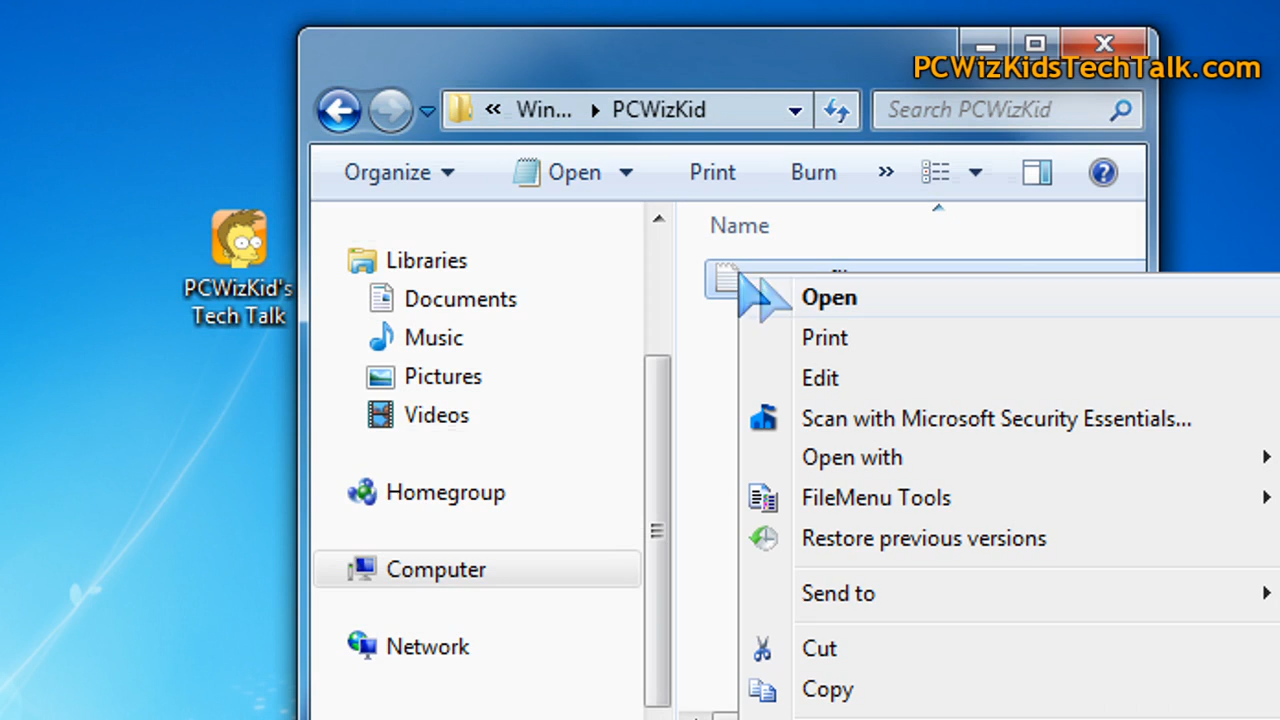 PCWizKidsTechTalk.com
« Win... PCWizKid
Search PCWizKid
Organize Open Print Burn »
PCWizKid's
Tech Talk
Libraries
Documents
Music
Pictures
Videos
Homegroup
Computer
Network
Name
Open
Print
Edit
Scan with Microsoft Security Essentials...
Open with
FileMenu Tools
Restore previous versions
Send to
Cut
Copy